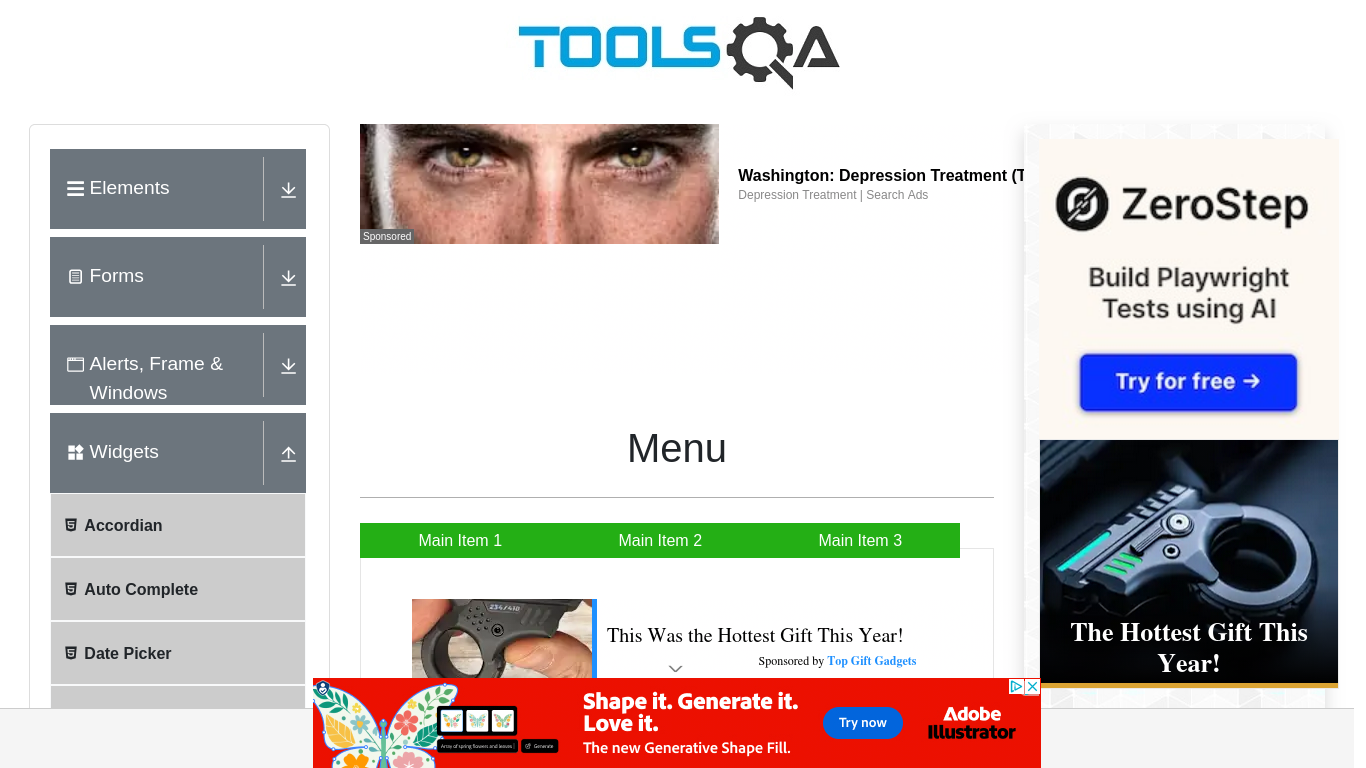 TOOLSQA
Elements
Forms
Alerts, Frame &
Windows
Widgets
Accordian
Auto Complete
Date Picker
Sponsored
Washington: Depression Treatment (T
Depression Treatment | Search Ads
Menu
Main Item 1
Main Item 2
Main Item 3
234/410
This Was the Hottest Gift This Year!
Sponsored by Top Gift Gadgets
ZeroStep
Build Playwright
Tests using AI
Try for free →
The Hottest Gift This
Year!
Array of spring flowers and leaves
Generate
Shape it. Generate it.
Love it.
The new Generative Shape Fill.
Try now
Adobe
Illustrator